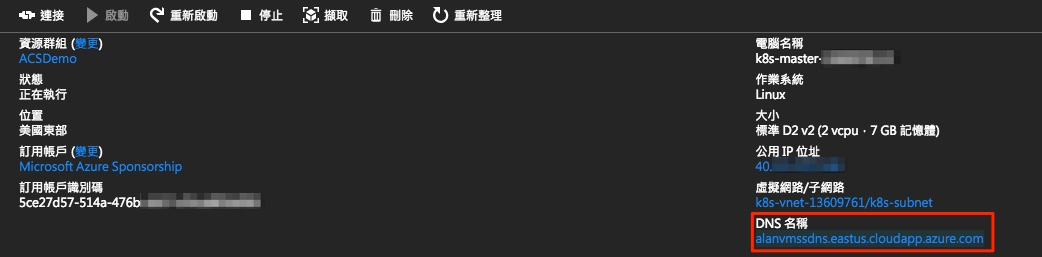 連接 啟動 重新啟動 停止 擷取 刪除 重新整理
資源群組 (變更)
ACSDemo
狀態
正在執行
位置
美國東部
訂用帳戶 (變更)
Microsoft Azure Sponsorship
訂用帳戶識別碼
5ce27d57-514a-476b
電腦名稱
k8s-master-
作業系統
Linux
大小
標準 D2 v2 (2 vcpu，7 GB 記憶體)
公用 IP 位址
40.
虛擬網路/子網路
k8s-vnet-13609761/k8s-subnet
DNS 名稱
alanvmssdns.eastus.cloudapp.azure.com